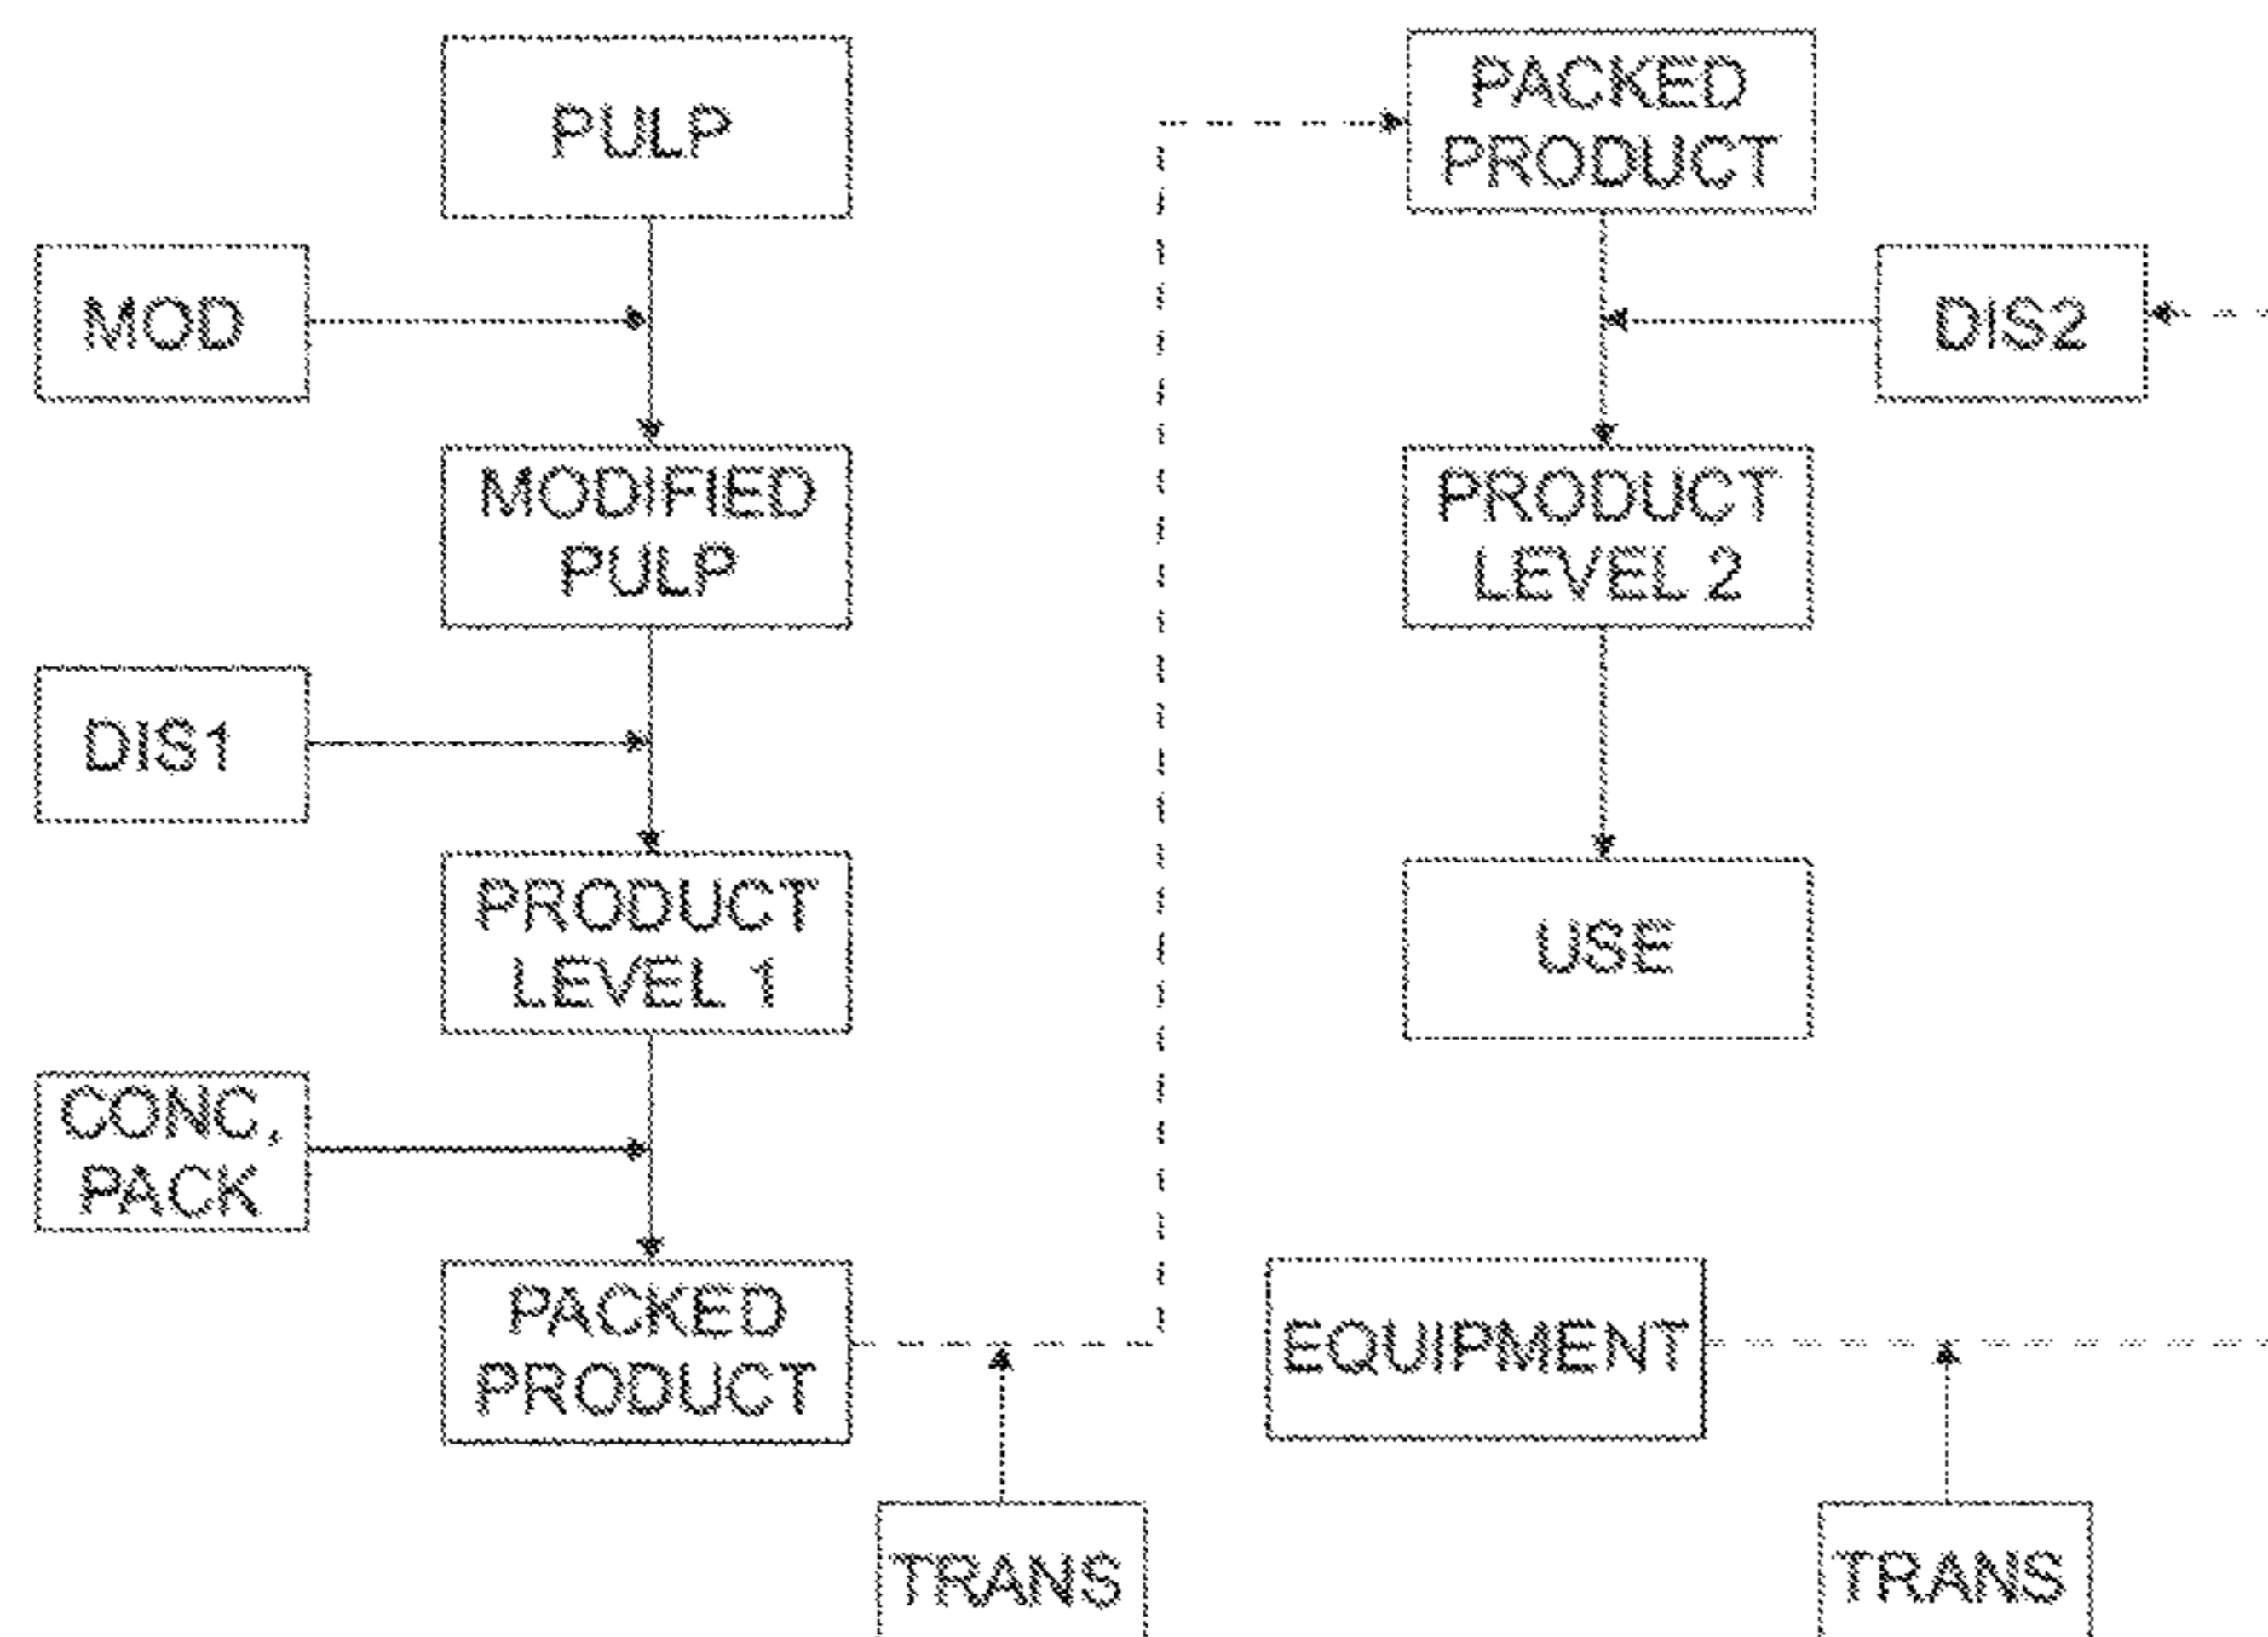 PULP
MOD
MODIFIED
PULP
DIS1
PRODUCT
LEVEL 1
CONC,
PACK
PACKED
PRODUCT
TRANS
PACKED
PRODUCT
DIS2
PRODUCT
LEVEL 2
USE
EQUIPMENT
TRANS